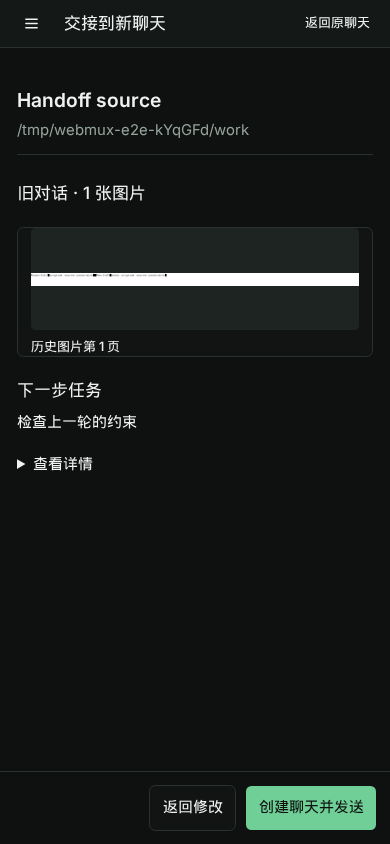 交接到新聊天
返回原聊天
Handoff source
/tmp/webmux-e2e-kYqGFd/work
旧对话 · 1 张图片
历史图片第 1 页
下一步任务
检查上一轮的约束
查看详情
返回修改
创建聊天并发送